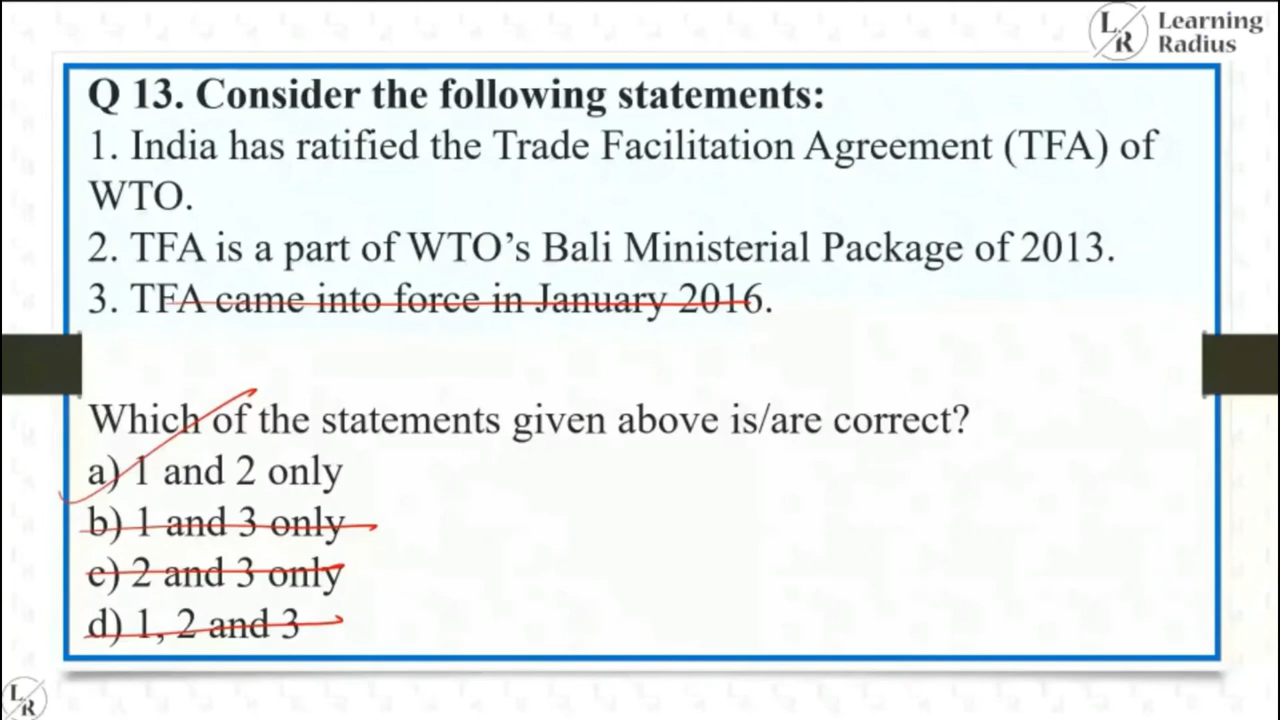 LR Learning
Radius
Q 13. Consider the following statements:
1. India has ratified the Trade Facilitation Agreement (TFA) of
WTO.
2. TFA is a part of WTO’s Bali Ministerial Package of 2013.
3. TFA came into force in January 2016.
Which of the statements given above is/are correct?
a) 1 and 2 only
b) 1 and 3 only
c) 2 and 3 only
d) 1, 2 and 3
LR